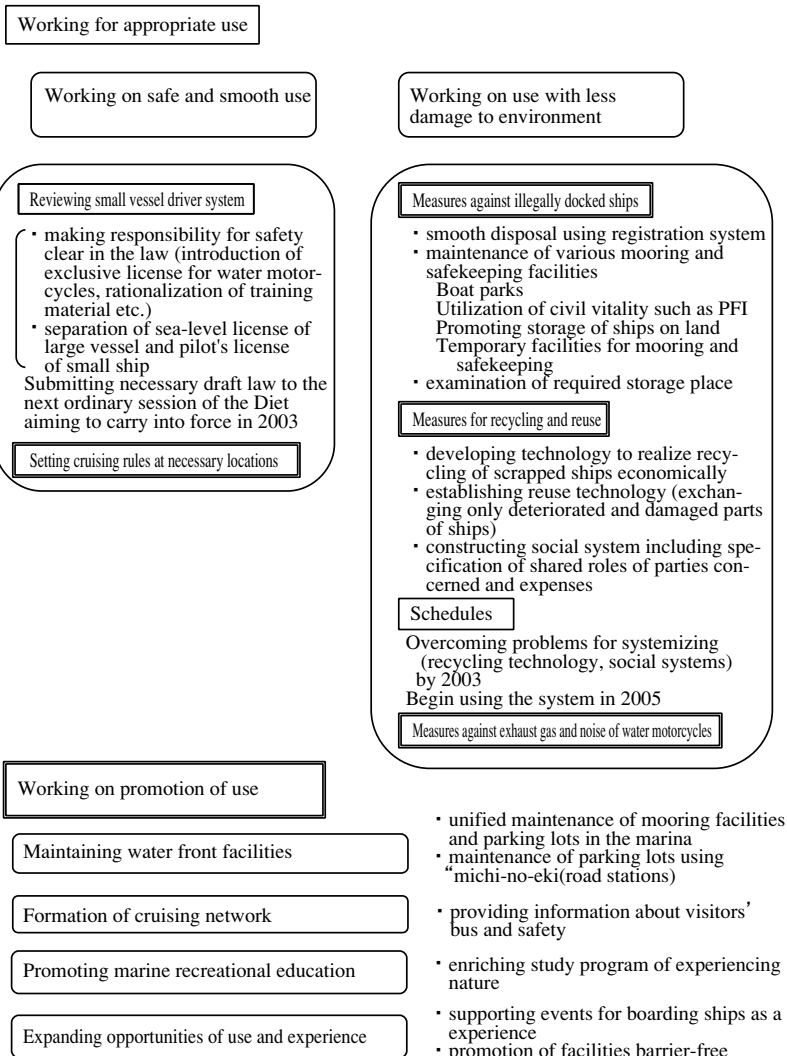 Working for appropriate use
Working on safe and smooth use
Reviewing small vessel driver system
・making responsibility for safety
clear in the law (introduction of
exclusive license for water motor-
cycles, rationalization of training
material etc.)
・separation of sea-level license of
large vessel and pilot's license
of small ship
Submitting necessary draft law to the
next ordinary session of the Diet
aiming to carry into force in 2003
Setting cruising rules at necessary locations
Working on use with less
damage to environment
Measures against illegally docked ships
・smooth disposal using registration system
・maintenance of various mooring and
safekeeping facilities
Boat parks
Utilization of civil vitality such as PFI
Promoting storage of ships on land
Temporary facilities for mooring and
safekeeping
・examination of required storage place
Measures for recycling and reuse
・developing technology to realize recy-
cling of scrapped ships economically
・establishing reuse technology (exchan-
ging only deteriorated and damaged parts
of ships)
・constructing social system including spe-
cification of shared roles of parties con-
cerned and expenses
Schedules
Overcoming problems for systemizing
(recycling technology, social systems)
by 2003
Begin using the system in 2005
Measures against exhaust gas and noise of water motorcycles
Working on promotion of use
Maintaining water front facilities
・unified maintenance of mooring facilities
and parking lots in the marina
・maintenance of parking lots using
“michi-no-eki(road stations)
Formation of cruising network
・providing information about visitors’
bus and safety
Promoting marine recreational education
・enriching study program of experiencing
nature
Expanding opportunities of use and experience
・supporting events for boarding ships as a
experience
・promotion of facilities barrier-free